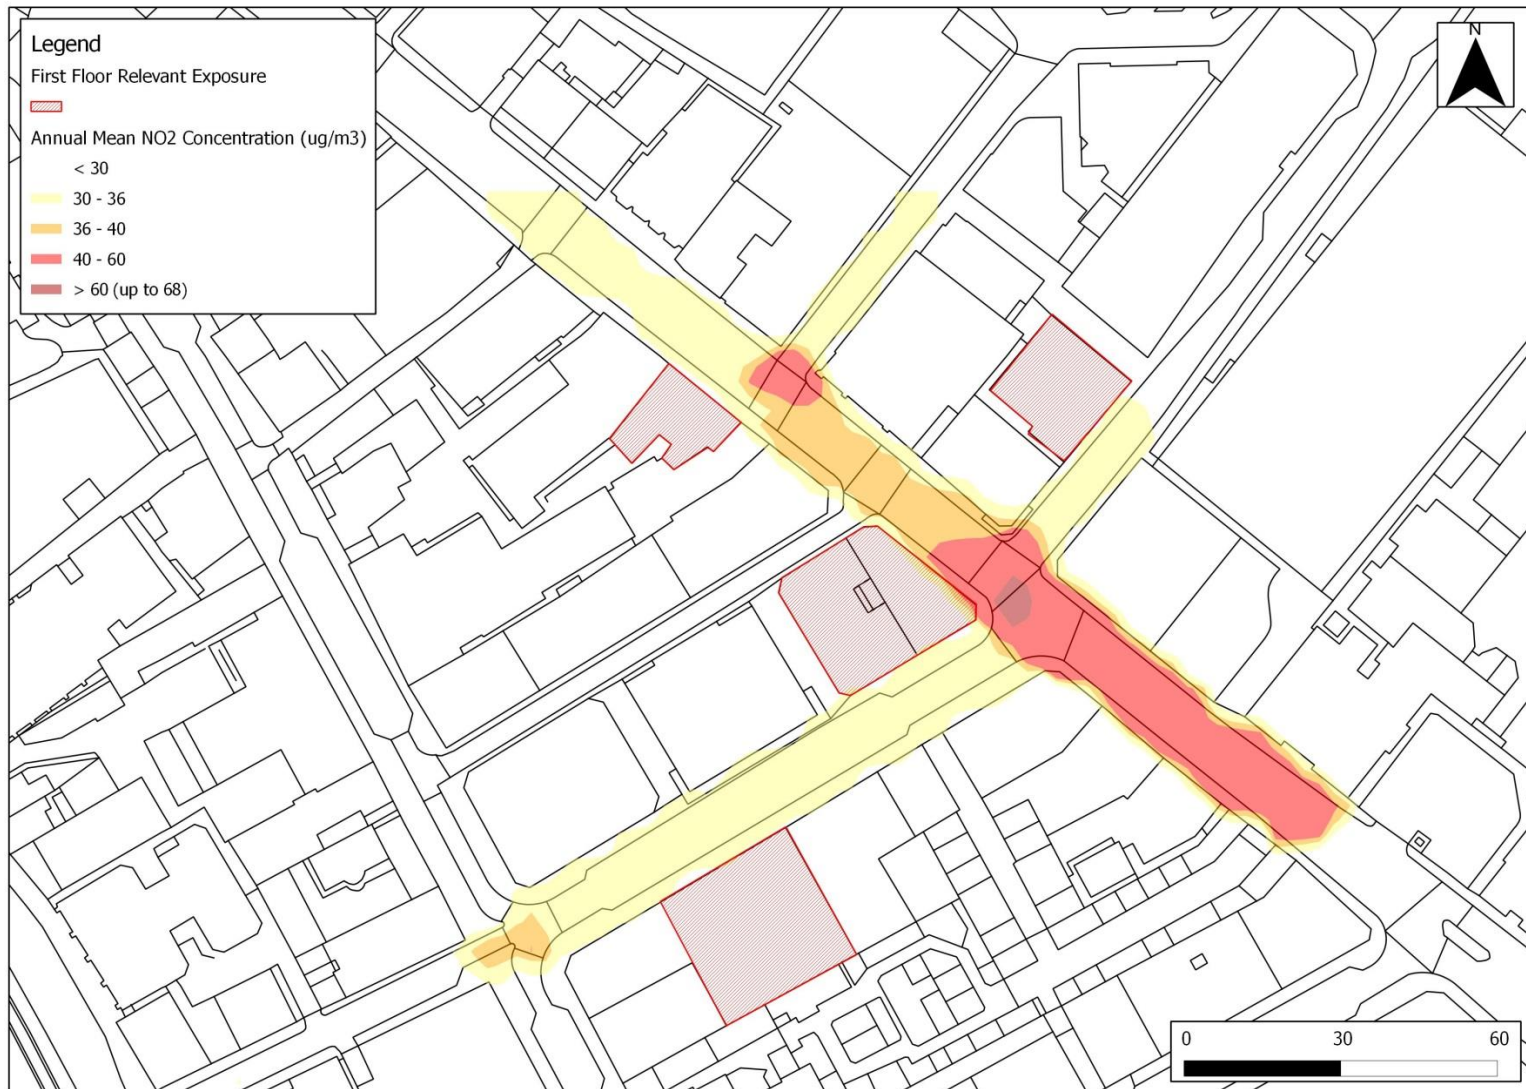 Legend
First Floor Relevant Exposure
Annual Mean NO2 Concentration (ug/m3)
< 30
30 - 36
36 - 40
40 - 60
> 60 (up to 68)
N
0 30 60